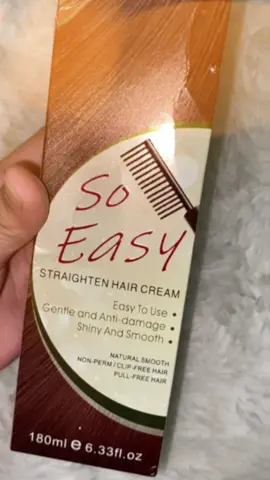 So
EASY
STRAIGHTEN HAIR CREAM
Easy To Use •
Gentle and Anti-damage •
Shiny And Smooth •
NATURAL SMOOTH
NON-PERM / CLIP-FREE HAIR
PULL-FREE HAIR
180ml e 6.33fl.oz